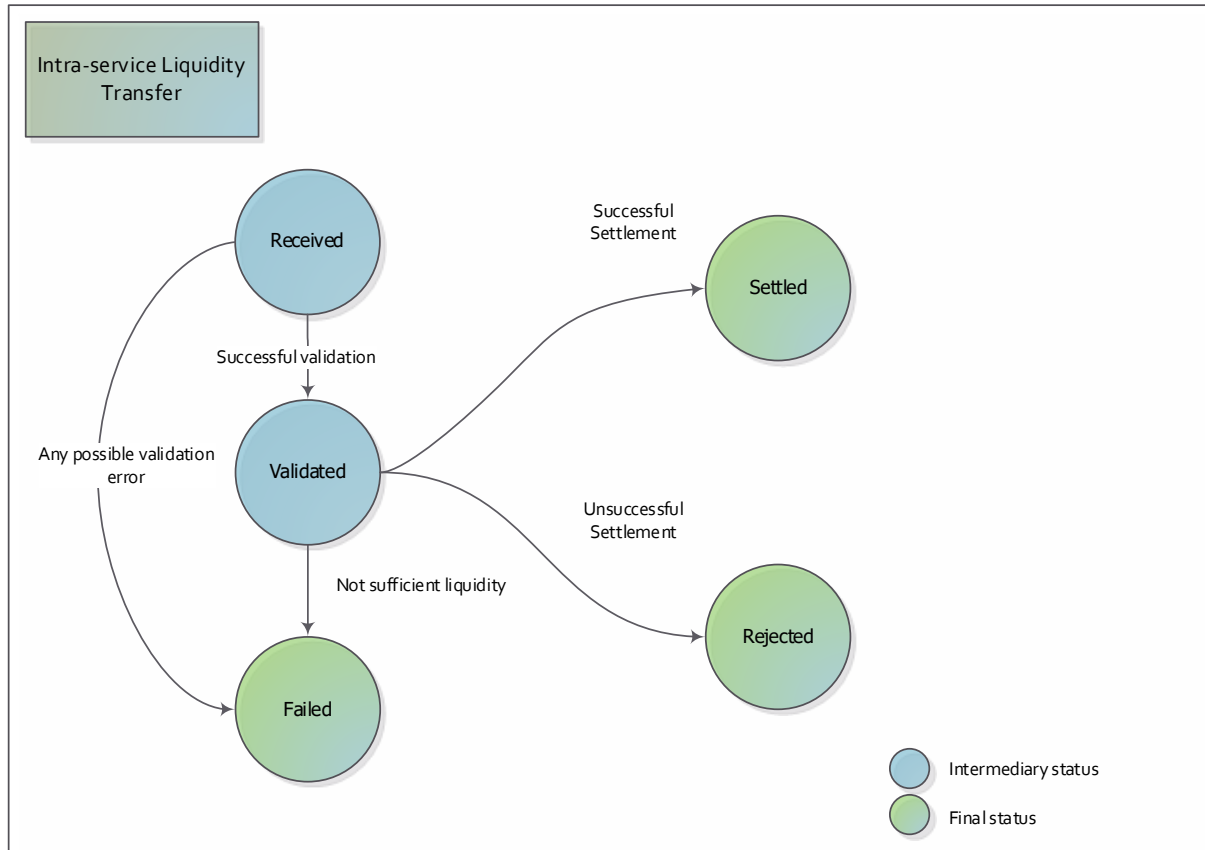 Intra-service Liquidity
Transfer
Received
Successful validation
Any possible validation
error
Validated
Not sufficient liquidity
Failed
Successful
Settlement
Settled
Unsuccessful
Settlement
Rejected
Intermediary status
Final status